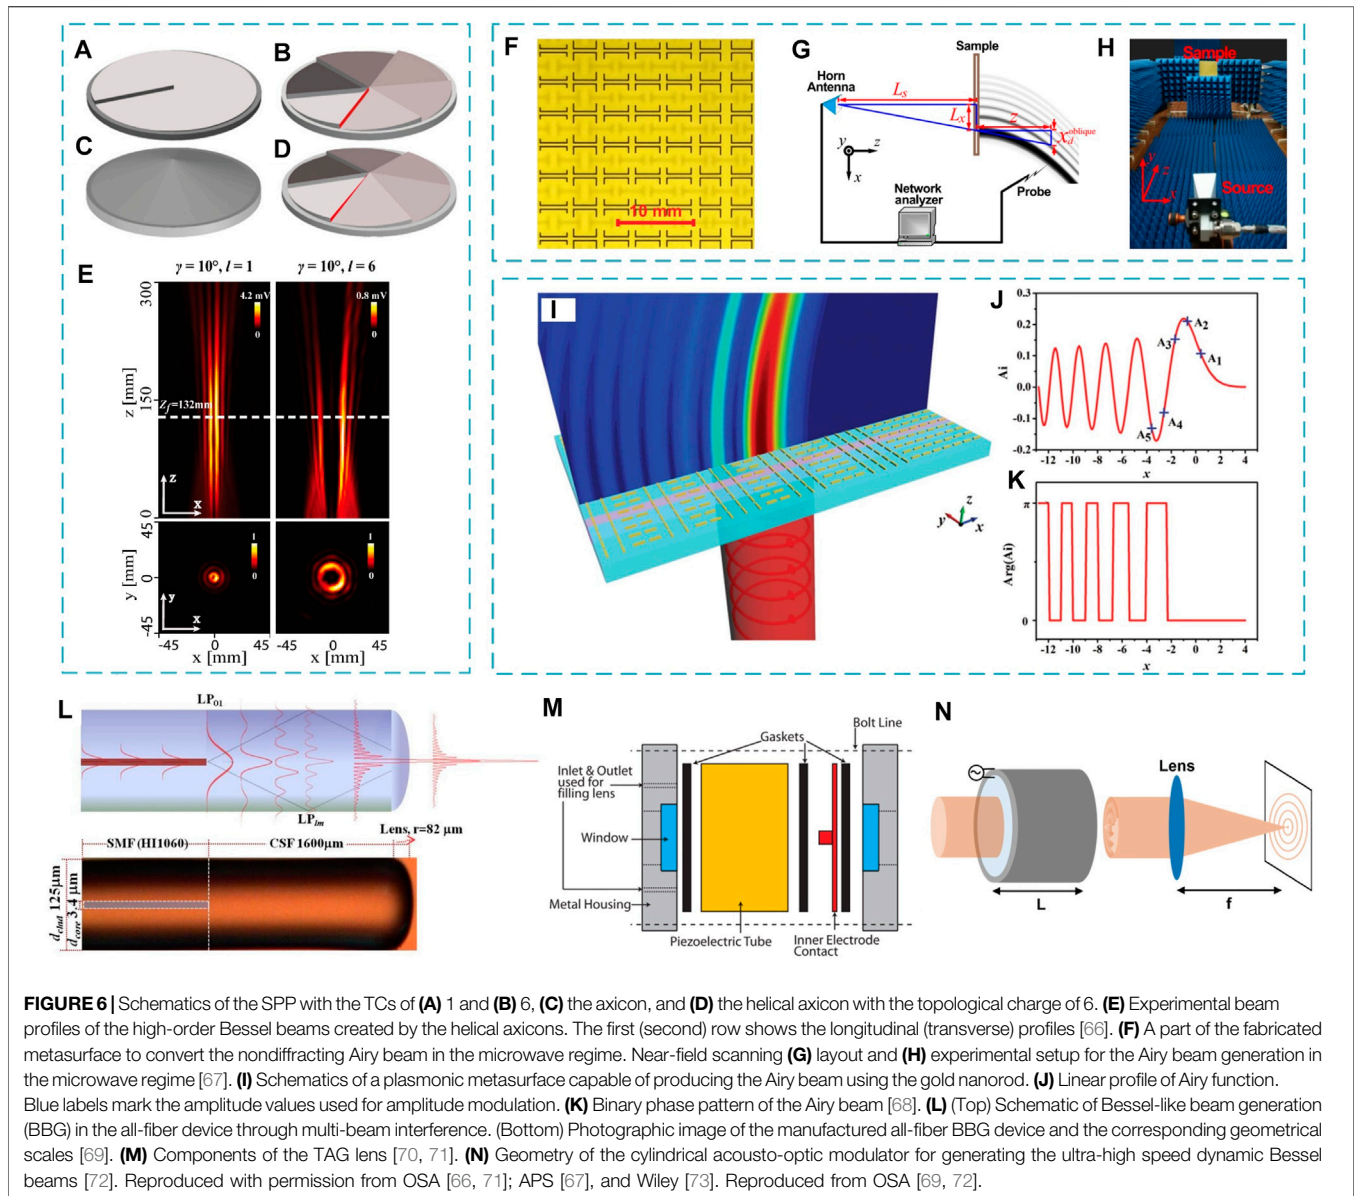 A
B
C
D
E
γ = 10°, l = 1
γ = 10°, l = 6
4.2 mV
0
0.8 mV
0
300
150
0
z [mm]
Zf=132mm
z
x
45
0
-45
y [mm]
1
0
1
0
y
x
-45 0 45
-45 0 45
x [mm]
x [mm]
F
10 mm
G
Sample
Horn
Antenna
Ls
Lx
z
xd oblique
y
z
x
Probe
Network
analyzer
H
Sample
Source
y
z
x
I
z
y
x
J
0.3
0.2
0.1
0.0
-0.1
-0.2
Ai
A2
A3
A1
A4
A5
-12 -10 -8 -6 -4 -2 0 2 4
x
K
π
0
Arg(Ai)
-12 -10 -8 -6 -4 -2 0 2 4
x
L
LP01
LPlm
Lens, r=82 μm
SMF (HI1060)
CSF 1600μm
dclad 125μm
dcore 3.4 μm
M
Bolt Line
Gaskets
Inlet & Outlet
used for
filling lens
Window
Metal Housing
Piezoelectric Tube
Inner Electrode
Contact
N
Lens
L
f
FIGURE 6 | Schematics of the SPP with the TCs of (A) 1 and (B) 6, (C) the axicon, and (D) the helical axicon with the topological charge of 6. (E) Experimental beam
profiles of the high-order Bessel beams created by the helical axicons. The first (second) row shows the longitudinal (transverse) profiles [66]. (F) A part of the fabricated
metasurface to convert the nondiffracting Airy beam in the microwave regime. Near-field scanning (G) layout and (H) experimental setup for the Airy beam generation in
the microwave regime [67]. (I) Schematics of a plasmonic metasurface capable of producing the Airy beam using the gold nanorod. (J) Linear profile of Airy function.
Blue labels mark the amplitude values used for amplitude modulation. (K) Binary phase pattern of the Airy beam [68]. (L) (Top) Schematic of Bessel-like beam generation
(BBG) in the all-fiber device through multi-beam interference. (Bottom) Photographic image of the manufactured all-fiber BBG device and the corresponding geometrical
scales [69]. (M) Components of the TAG lens [70, 71]. (N) Geometry of the cylindrical acousto-optic modulator for generating the ultra-high speed dynamic Bessel
beams [72]. Reproduced with permission from OSA [66, 71]; APS [67], and Wiley [73]. Reproduced from OSA [69, 72].